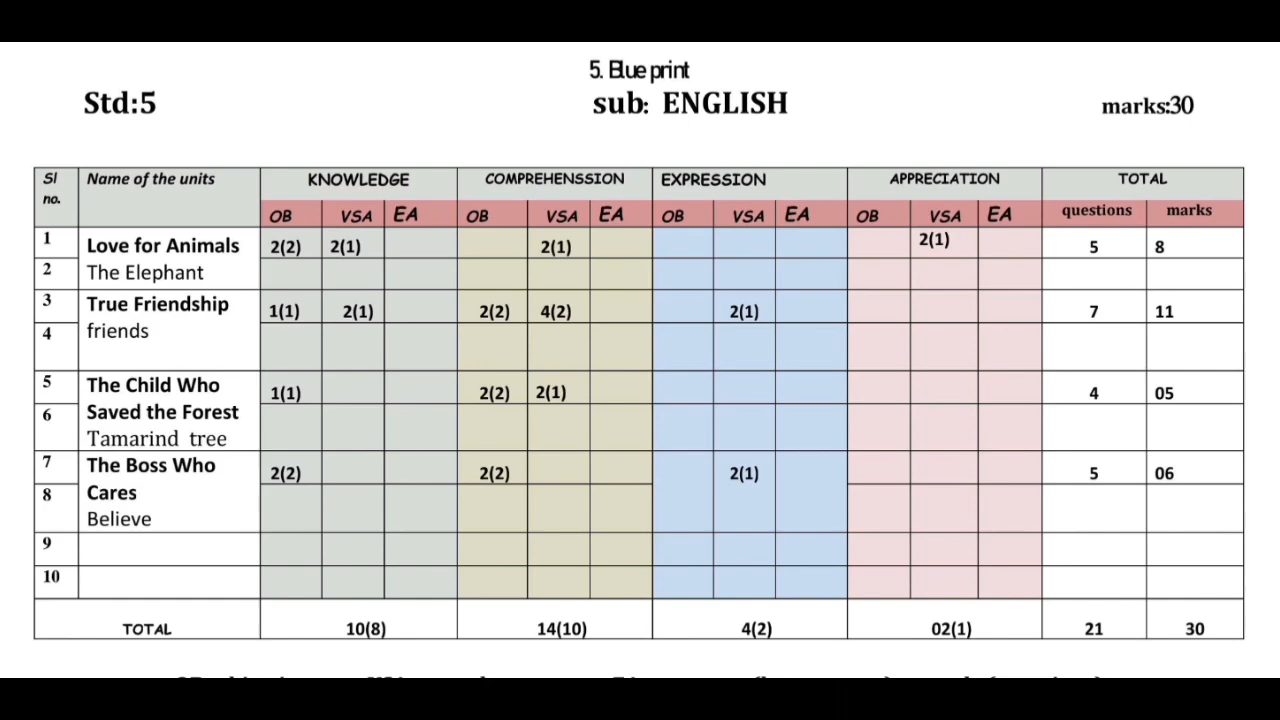 5. Blue print
Std:5 sub: ENGLISH marks:30
Sl no. Name of the units KNOWLEDGE COMPREHENSSION EXPRESSION APPRECIATION TOTAL
OB VSA EA OB VSA EA OB VSA EA OB VSA EA questions marks
1 Love for Animals 2(2) 2(1) 2(1) 2(1) 5 8
2 The Elephant
3 True Friendship 1(1) 2(1) 2(2) 4(2) 2(1) 7 11
4 friends
5 The Child Who 1(1) 2(2) 2(1) 4 05
6 Saved the Forest
Tamarind tree
7 The Boss Who 2(2) 2(2) 2(1) 5 06
8 Cares
Believe
9
10
TOTAL 10(8) 14(10) 4(2) 02(1) 21 30